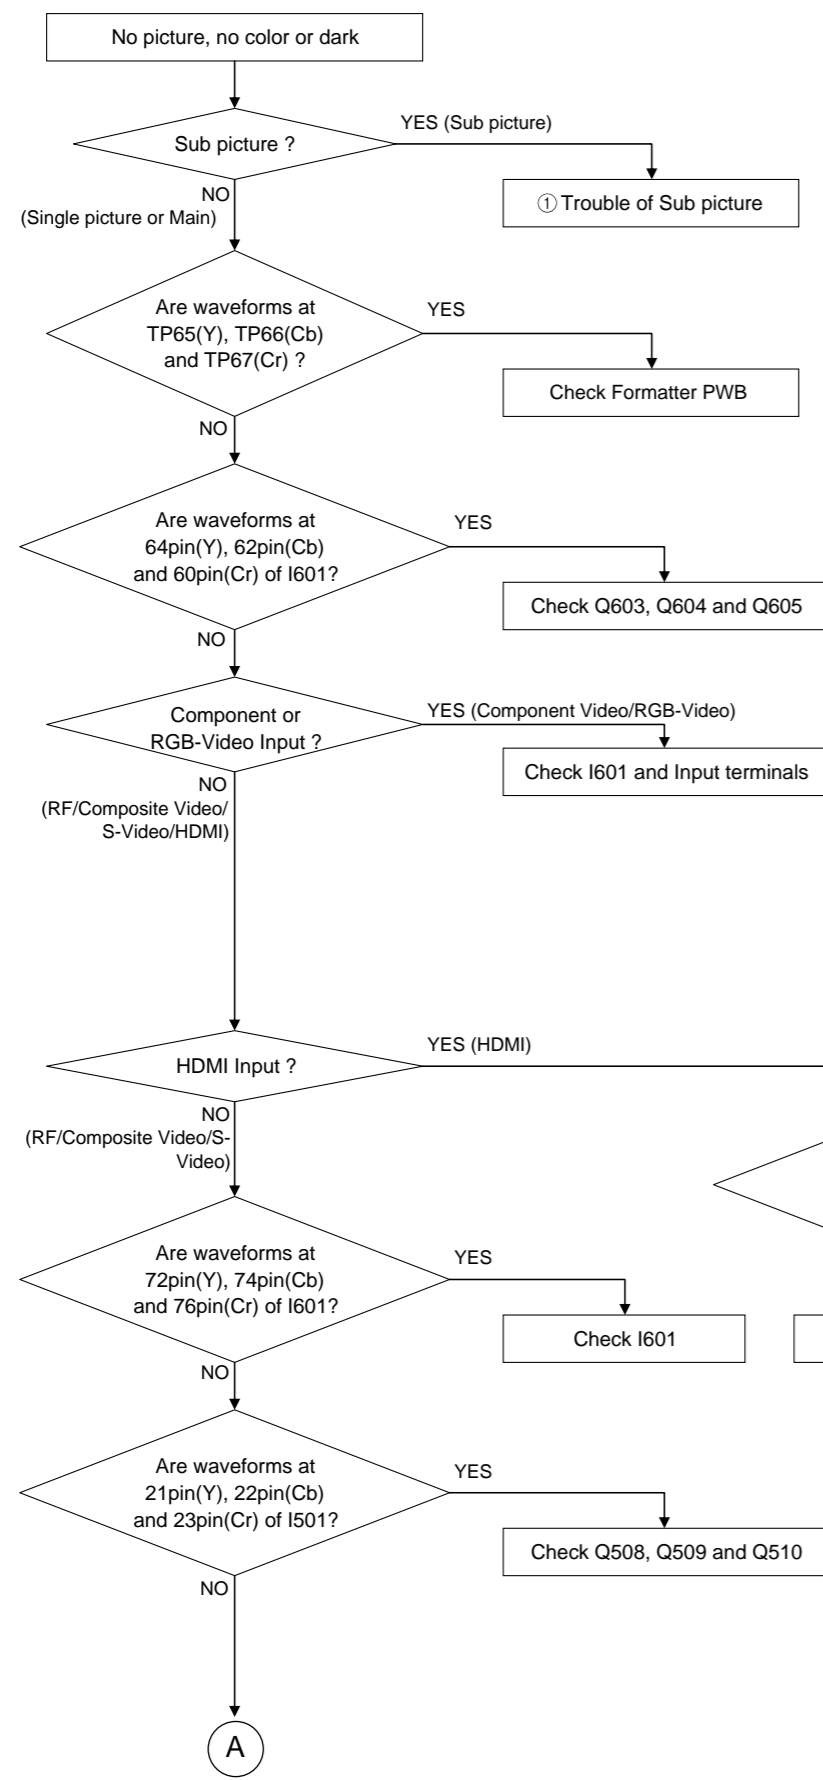 No picture, no color or dark
Sub picture ?
YES (Sub picture)
① Trouble of Sub picture
NO
(Single picture or Main)
Are waveforms at
TP65(Y), TP66(Cb)
and TP67(Cr) ?
YES
Check Formatter PWB
NO
Are waveforms at
64pin(Y), 62pin(Cb)
and 60pin(Cr) of I601?
YES
Check Q603, Q604 and Q605
NO
Component or
RGB-Video Input ?
YES (Component Video/RGB-Video)
Check I601 and Input terminals
NO
(RF/Composite Video/
S-Video/HDMI)
HDMI Input ?
YES (HDMI)
NO
(RF/Composite Video/S-
Video)
Are waveforms at
72pin(Y), 74pin(Cb)
and 76pin(Cr) of I601?
YES
Check I601
NO
Are waveforms at
21pin(Y), 22pin(Cb)
and 23pin(Cr) of I501?
YES
Check Q508, Q509 and Q510
NO
A